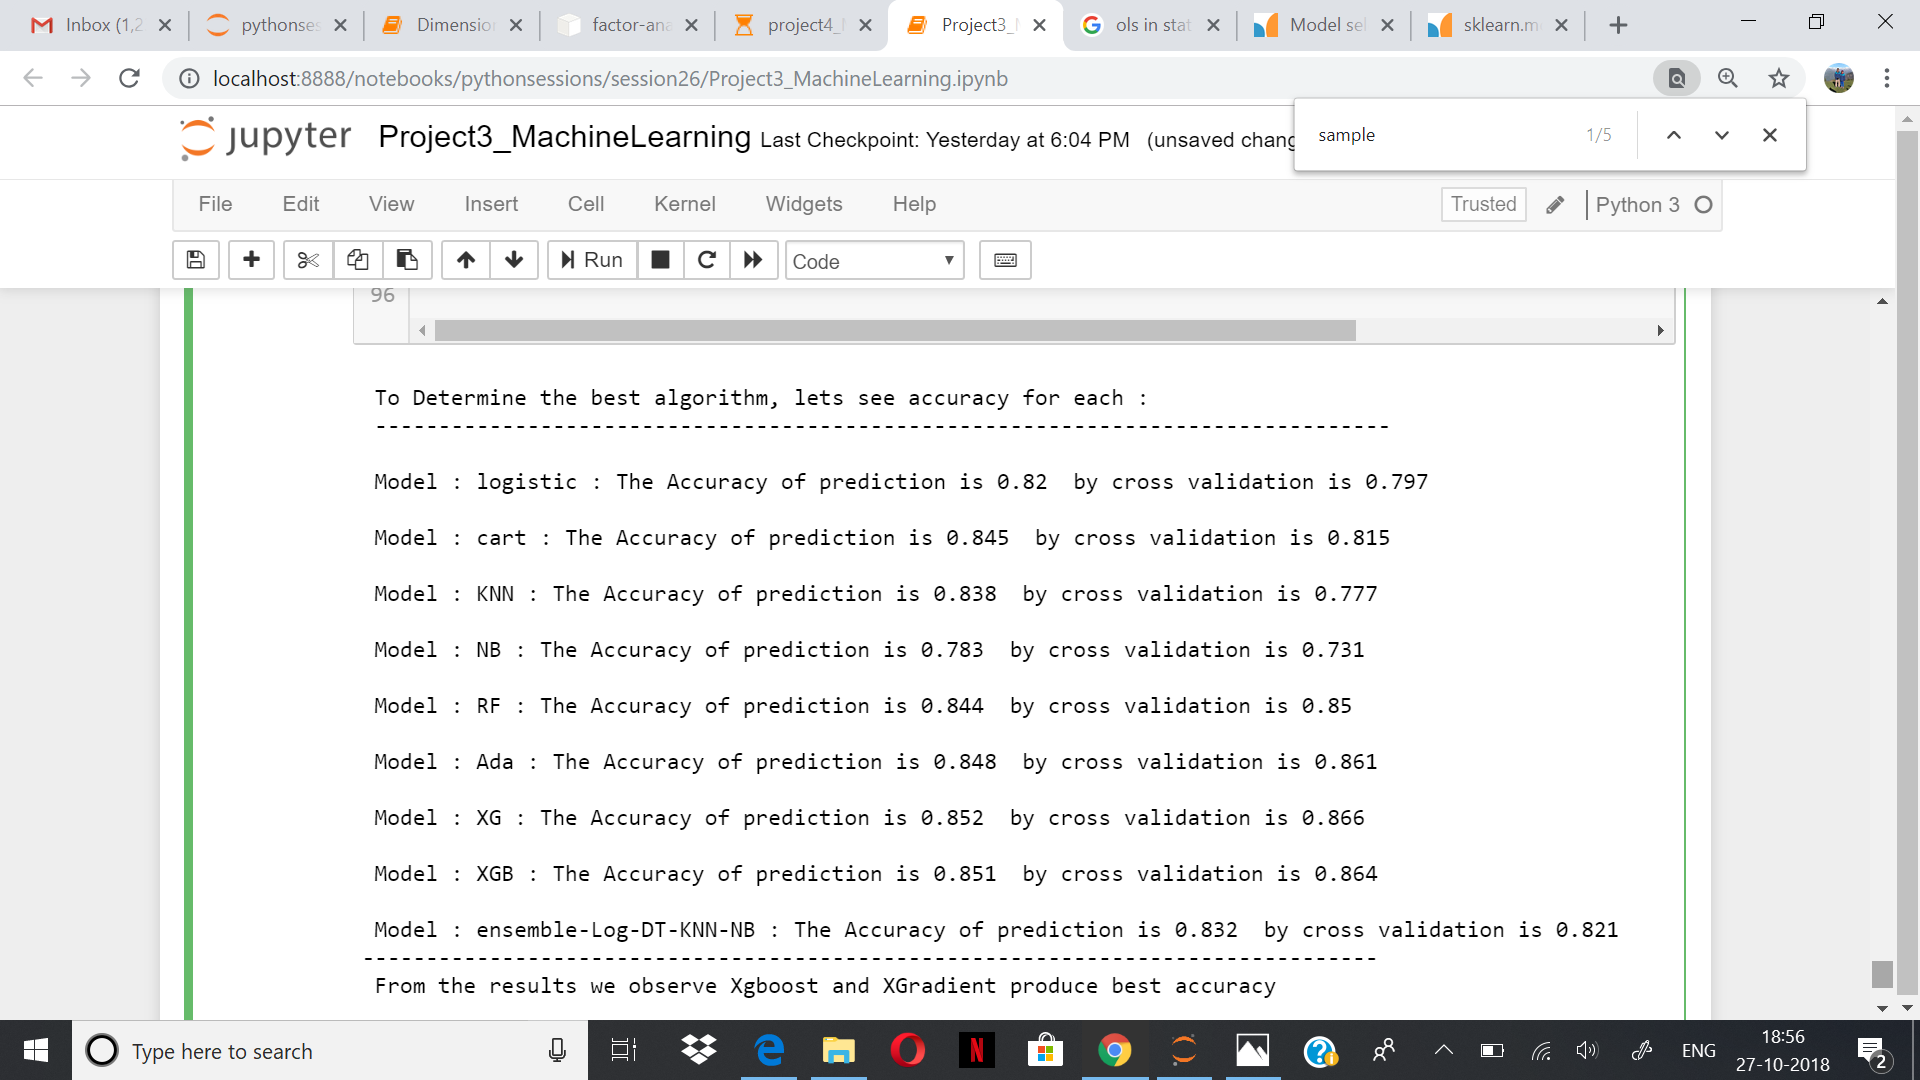 Inbox (1,2
pythonses
Dimension
factor-ana
project4_
Project3_
ols in stat
Model sel
sklearn.m
localhost:8888/notebooks/pythonsessions/session26/Project3_MachineLearning.ipynb
sample 1/5
jupyter Project3_MachineLearning Last Checkpoint: Yesterday at 6:04 PM (unsaved chang
File Edit View Insert Cell Kernel Widgets Help Trusted Python 3
Run Code
96
To Determine the best algorithm, lets see accuracy for each :
--------------------------------------------------------------------------------
Model : logistic : The Accuracy of prediction is 0.82  by cross validation is 0.797
Model : cart : The Accuracy of prediction is 0.845  by cross validation is 0.815
Model : KNN : The Accuracy of prediction is 0.838  by cross validation is 0.777
Model : NB : The Accuracy of prediction is 0.783  by cross validation is 0.731
Model : RF : The Accuracy of prediction is 0.844  by cross validation is 0.85
Model : Ada : The Accuracy of prediction is 0.848  by cross validation is 0.861
Model : XG : The Accuracy of prediction is 0.852  by cross validation is 0.866
Model : XGB : The Accuracy of prediction is 0.851  by cross validation is 0.864
Model : ensemble-Log-DT-KNN-NB : The Accuracy of prediction is 0.832  by cross validation is 0.821
--------------------------------------------------------------------------------
From the results we observe Xgboost and XGradient produce best accuracy
Type here to search
ENG
18:56
27-10-2018
2